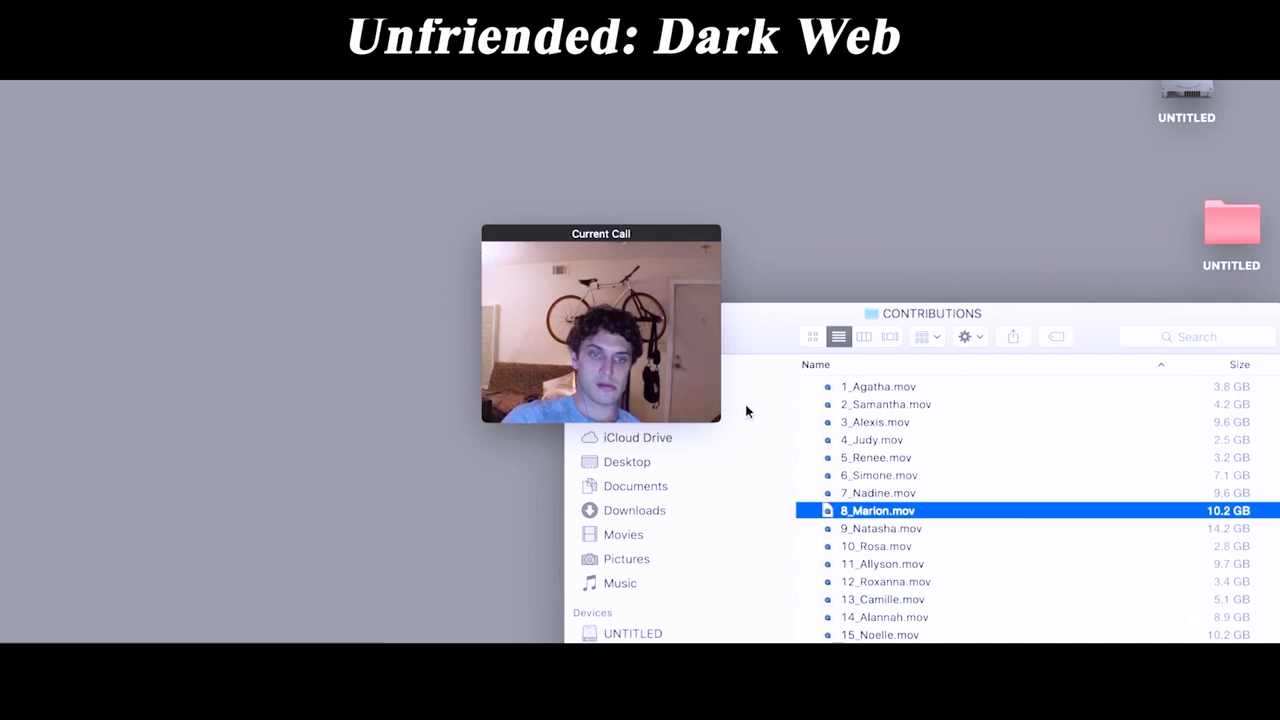 Unfriended: Dark Web
UNTITLED
UNTITLED
Current Call
CONTRIBUTIONS
Search
Name Size
1_Agatha.mov 3.8 GB
2_Samantha.mov 4.2 GB
3_Alexis.mov 9.6 GB
4_Judy.mov 2.5 GB
5_Renee.mov 3.2 GB
6_Simone.mov 7.1 GB
7_Nadine.mov 9.6 GB
8_Marion.mov 10.2 GB
9_Natasha.mov 14.2 GB
10_Rosa.mov 2.8 GB
11_Allyson.mov 9.7 GB
12_Roxanna.mov 3.4 GB
13_Camille.mov 5.1 GB
14_Alannah.mov 8.9 GB
15_Noelle.mov 10.2 GB
iCloud Drive
Desktop
Documents
Downloads
Movies
Pictures
Music
Devices
UNTITLED